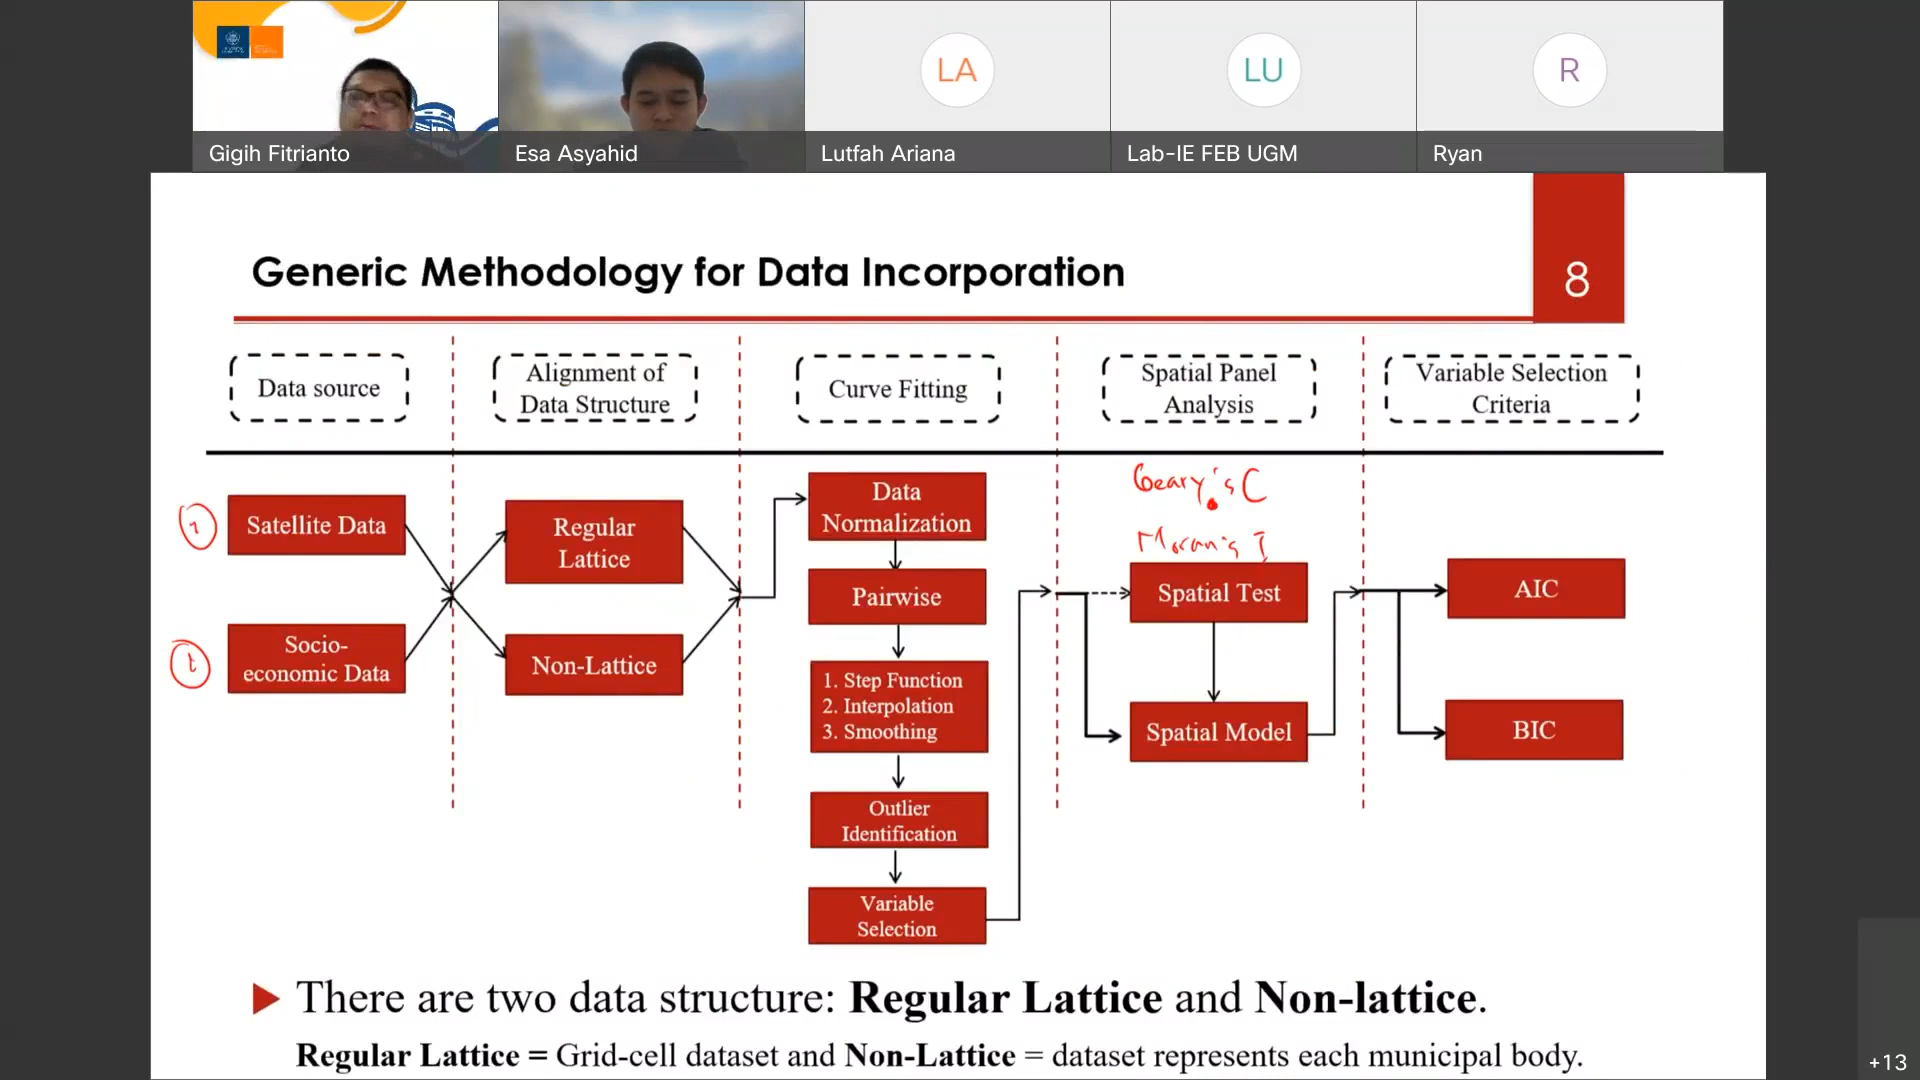 Gigih Fitrianto
Esa Asyahid
LA
Lutfah Ariana
LU
Lab-IE FEB UGM
R
Ryan
Generic Methodology for Data Incorporation
8
Data source
Alignment of
Data Structure
Curve Fitting
Spatial Panel
Analysis
Variable Selection
Criteria
Satellite Data
Socio-
economic Data
Regular
Lattice
Non-Lattice
Data
Normalization
Pairwise
1. Step Function
2. Interpolation
3. Smoothing
Outlier
Identification
Variable
Selection
Geary's C
Moran's I
Spatial Test
Spatial Model
AIC
BIC
There are two data structure: Regular Lattice and Non-lattice.
Regular Lattice = Grid-cell dataset and Non-Lattice = dataset represents each municipal body.
+13